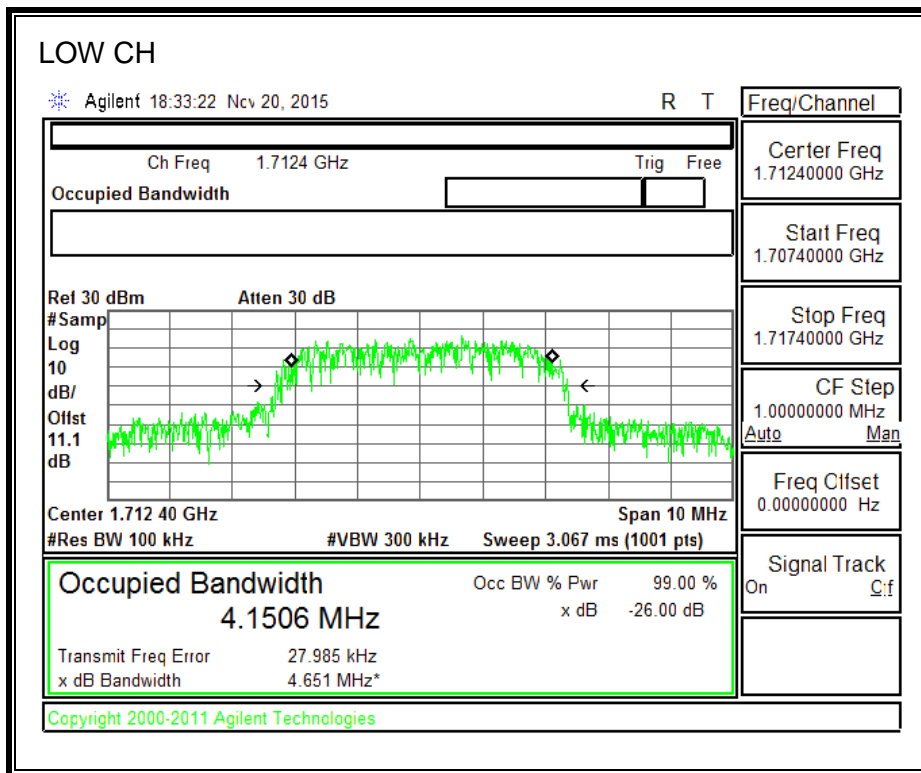 LOW CH
Agilent 18:33:22 Nov 20, 2015 R T
Freq/Channel
Ch Freq 1.7124 GHz Trig Free
Occupied Bandwidth
Center Freq
1.71240000 GHz
Start Freq
1.70740000 GHz
Stop Freq
1.71740000 GHz
CF Step
1.00000000 MHz
Auto Man
Freq Offset
0.00000000 Hz
Signal Track
On Off
Ref 30 dBm Atten 30 dB
#Samp
Log
10
dB/
Offst
11.1
dB
Center 1.712 40 GHz Span 10 MHz
#Res BW 100 kHz #VBW 300 kHz Sweep 3.067 ms (1001 pts)
Occupied Bandwidth Occ BW % Pwr 99.00 %
4.1506 MHz x dB -26.00 dB
Transmit Freq Error 27.985 kHz
x dB Bandwidth 4.651 MHz*
Copyright 2000-2011 Agilent Technologies